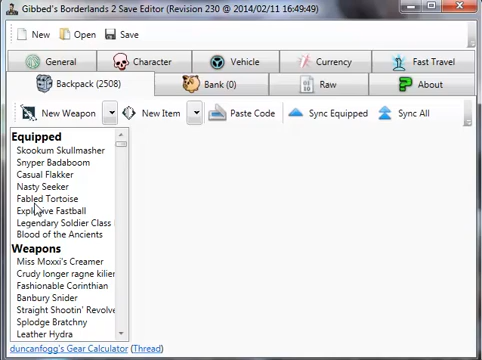 Gibbed's Borderlands 2 Save Editor (Revision 230 @ 2014/02/11 16:49:49)
New Open Save
General Character Vehicle Currency Fast Travel
Backpack (2508) Bank (0) Raw About
New Weapon New Item Paste Code Sync Equipped Sync All
Equipped
Skookum Skullmasher
Snyper Badaboom
Casual Flakker
Nasty Seeker
Fabled Tortoise
Explosive Fastball
Legendary Soldier Class
Blood of the Ancients
Weapons
Miss Moxxi's Creamer
Crudy longer ragne kilier
Fashionable Corinthian
Banbury Snider
Straight Shootin' Revolve
Splodge Bratchny
Leather Hydra
duncanfogg's Gear Calculator (Thread)